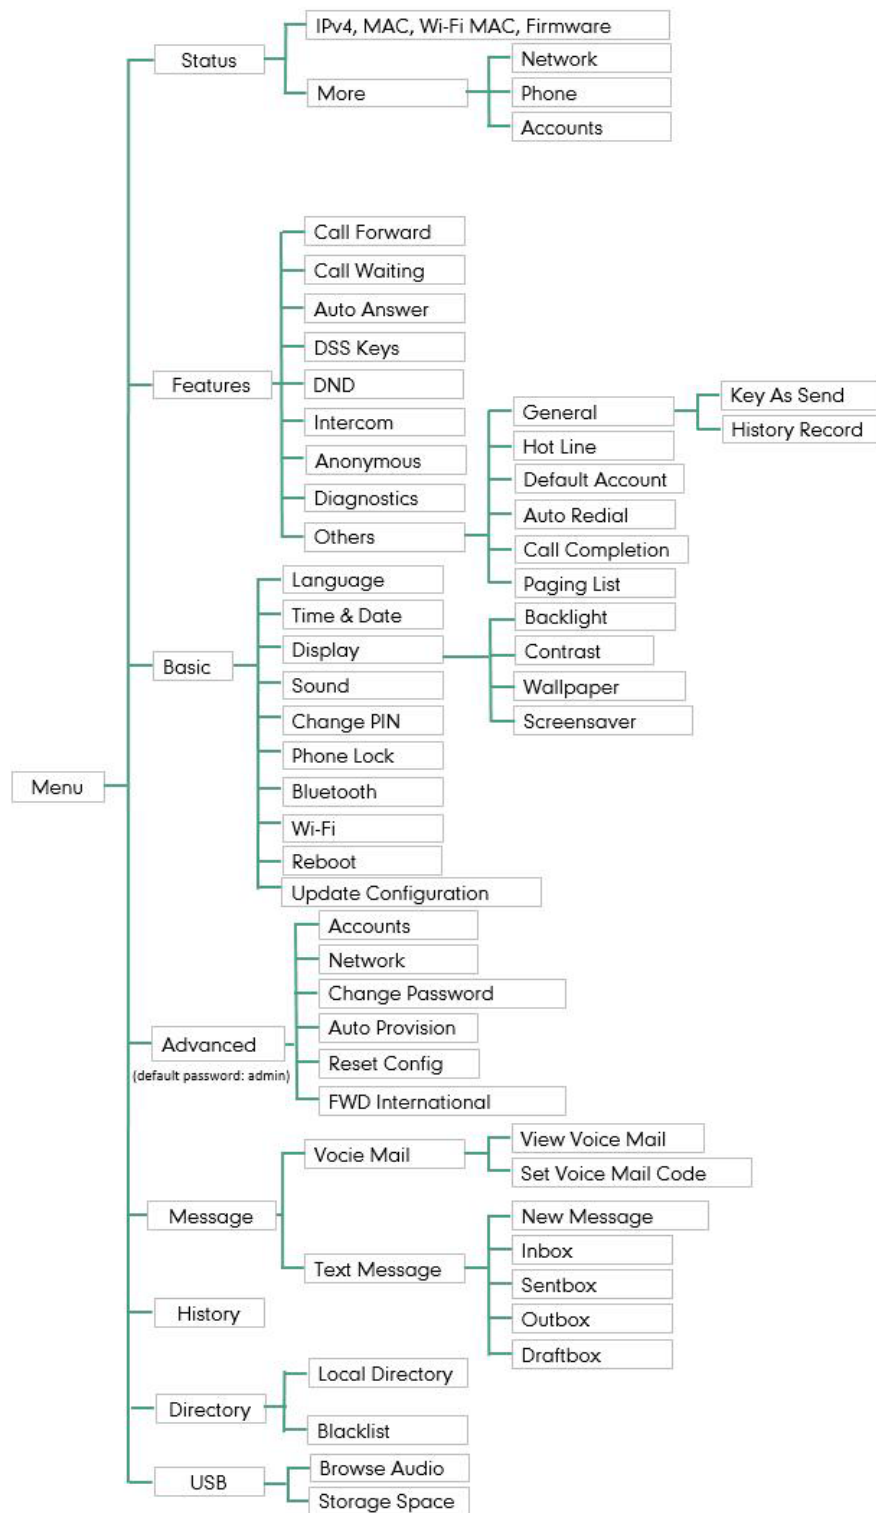 IPv4, MAC, Wi-Fi MAC, Firmware
Status
Network
More
Phone
Accounts
Call Forward
Call Waiting
Auto Answer
DSS Keys
Features
DND
Key As Send
General
Intercom
History Record
Hot Line
Anonymous
Default Account
Diagnostics
Auto Redial
Others
Call Completion
Language
Paging List
Time & Date
Backlight
Display
Contrast
Basic
Sound
Wallpaper
Change PIN
Screensaver
Phone Lock
Menu
Bluetooth
Wi-Fi
Reboot
Update Configuration
Accounts
Network
Change Password
Auto Provision
Advanced
Reset Config
(default password: admin)
FWD International
View Voice Mail
Vocie Mail
Set Voice Mail Code
Message
New Message
Inbox
Text Message
Sentbox
History
Outbox
Draftbox
Local Directory
Directory
Blacklist
Browse Audio
USB
Storage Space